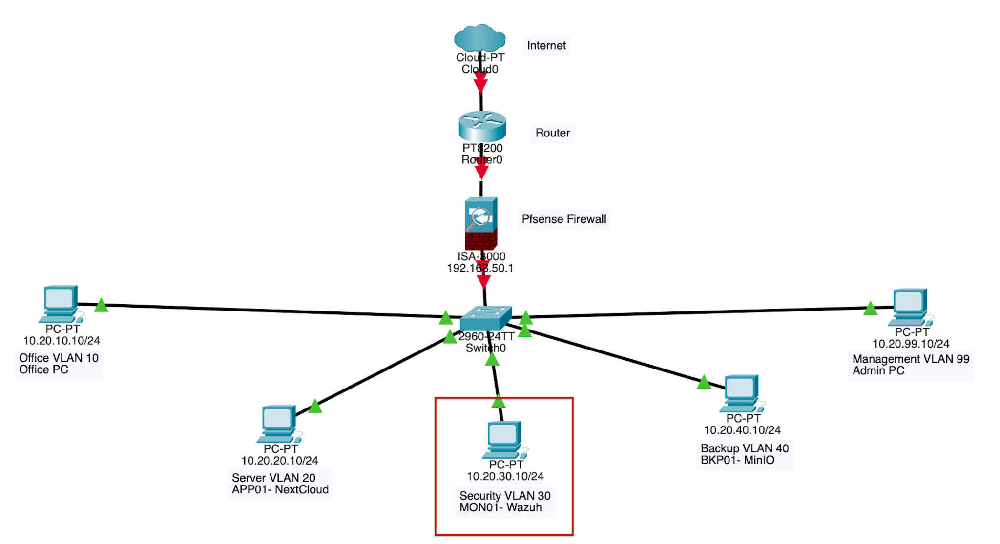 Internet
Cloud-PT
Cloud0
Router
PT8200
Router0
Pfsense Firewall
ISA-3000
192.168.50.1
2960-24TT
Switch0
PC-PT
10.20.10.10/24
Office VLAN 10
Office PC
PC-PT
10.20.20.10/24
Server VLAN 20
APP01- NextCloud
PC-PT
10.20.30.10/24
Security VLAN 30
MON01- Wazuh
PC-PT
10.20.40.10/24
Backup VLAN 40
BKP01- MinIO
PC-PT
10.20.99.10/24
Management VLAN 99
Admin PC